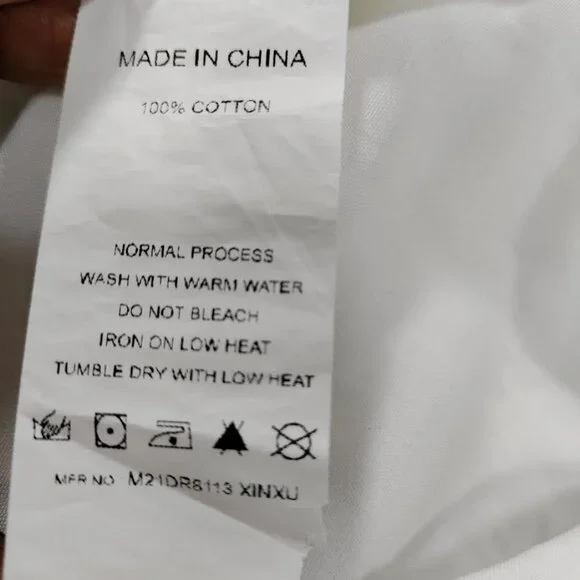 MADE IN CHINA
100% COTTON
NORMAL PROCESS
WASH WITH WARM WATER
DO NOT BLEACH
IRON ON LOW HEAT
TUMBLE DRY WITH LOW HEAT
MFR NO M21DR8113 XINXU